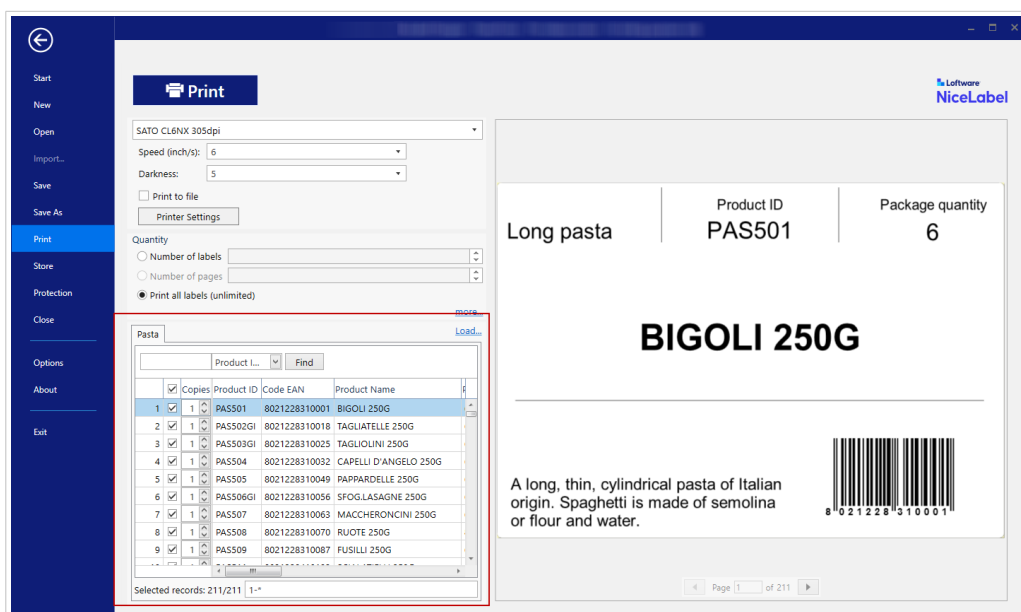 Start
New
Open
Import...
Save
Save As
Print
Store
Protection
Close
Options
About
Exit
Print
SATO CL6NX 305dpi
Speed (inch/s): 6
Darkness: 5
Print to file
Printer Settings
Quantity
Number of labels
Number of pages
Print all labels (unlimited)
more...
Pasta Load...
Product I... Find
Copies Product ID Code EAN Product Name
1 1 PAS501 8021228310001 BIGOLI 250G
2 1 PAS502GI 8021228310018 TAGLIATELLE 250G
3 1 PAS503GI 8021228310025 TAGLIOLINI 250G
4 1 PAS504 8021228310032 CAPELLI D'ANGELO 250G
5 1 PAS505 8021228310049 PAPPARDELLE 250G
6 1 PAS506GI 8021228310056 SFOG.LASAGNE 250G
7 1 PAS507 8021228310063 MACCHERONCINI 250G
8 1 PAS508 8021228310070 RUOTE 250G
9 1 PAS509 8021228310087 FUSILLI 250G
Selected records: 211/211 1-*
Loftware
NiceLabel
Product ID Package quantity
Long pasta PAS501 6
BIGOLI 250G
A long, thin, cylindrical pasta of Italian
origin. Spaghetti is made of semolina
or flour and water.
8 021228 310001
Page 1 of 211